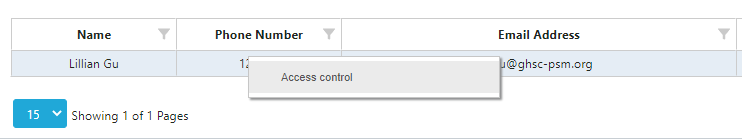 Name Phone Number Email Address
Lillian Gu 12 u@ghsc-psm.org
Access control
15 Showing 1 of 1 Pages